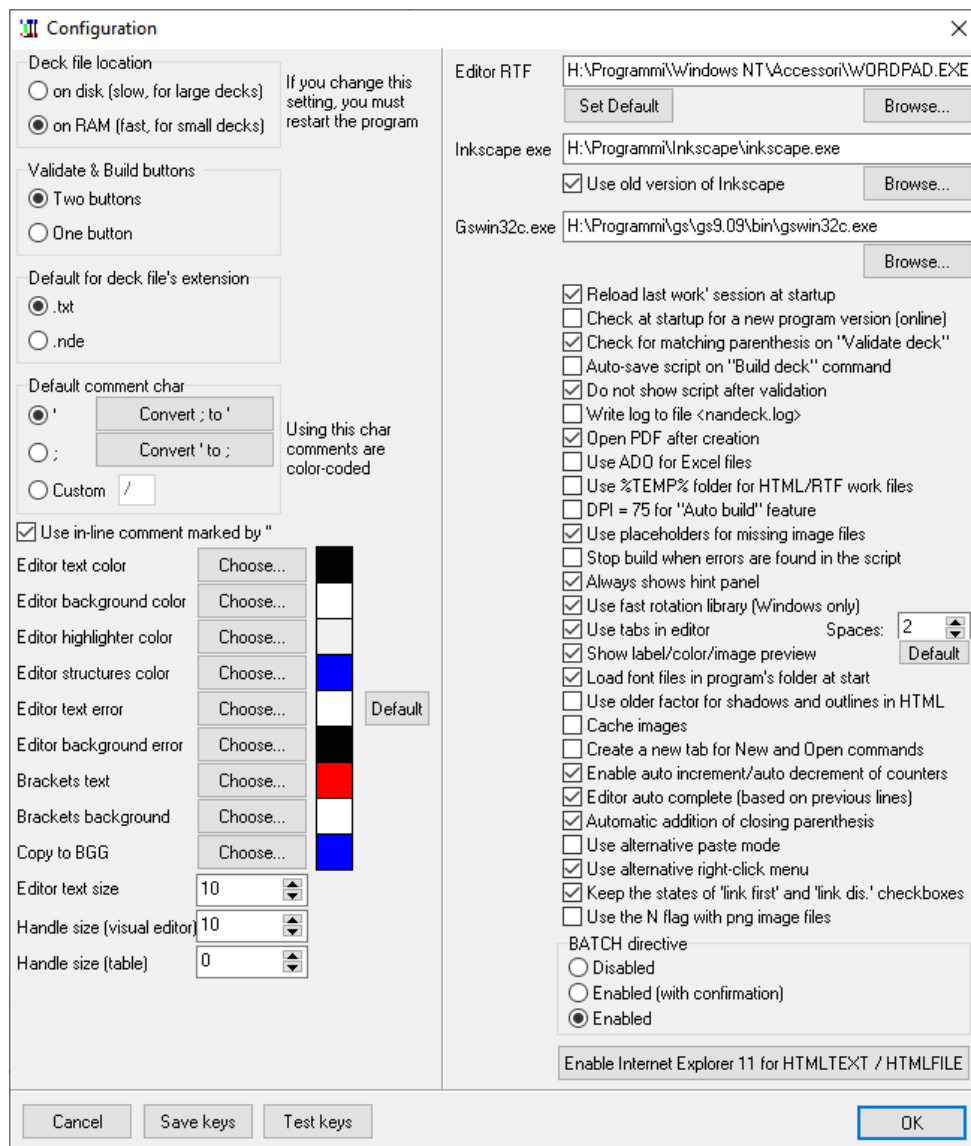 Configuration
Deck file location
on disk (slow, for large decks)
on RAM (fast, for small decks)
If you change this
setting, you must
restart the program
Validate & Build buttons
Two buttons
One button
Default for deck file's extension
.txt
.nde
Default comment char
'
Convert ; to '
;
Convert ' to ;
Custom
/
Using this char
comments are
color-coded
Use in-line comment marked by ''
Editor text color
Choose...
Editor background color
Choose...
Editor highlighter color
Choose...
Editor structures color
Choose...
Editor text error
Choose...
Default
Editor background error
Choose...
Brackets text
Choose...
Brackets background
Choose...
Copy to BGG
Choose...
Editor text size
10
Handle size (visual editor)
10
Handle size (table)
0
Editor RTF
H:\Programmi\Windows NT\Accessori\WORDPAD.EXE
Set Default
Browse...
Inkscape exe
H:\Programmi\Inkscape\inkscape.exe
Use old version of Inkscape
Browse...
Gswin32c.exe
H:\Programmi\gs\gs9.09\bin\gswin32c.exe
Browse...
Reload last work' session at startup
Check at startup for a new program version (online)
Check for matching parenthesis on "Validate deck"
Auto-save script on "Build deck" command
Do not show script after validation
Write log to file <nandeck.log>
Open PDF after creation
Use ADO for Excel files
Use %TEMP% folder for HTML/RTF work files
DPI = 75 for "Auto build" feature
Use placeholders for missing image files
Stop build when errors are found in the script
Always shows hint panel
Use fast rotation library (Windows only)
Use tabs in editor
Spaces:
2
Show label/color/image preview
Default
Load font files in program's folder at start
Use older factor for shadows and outlines in HTML
Cache images
Create a new tab for New and Open commands
Enable auto increment/auto decrement of counters
Editor auto complete (based on previous lines)
Automatic addition of closing parenthesis
Use alternative paste mode
Use alternative right-click menu
Keep the states of 'link first' and 'link dis.' checkboxes
Use the N flag with png image files
BATCH directive
Disabled
Enabled (with confirmation)
Enabled
Enable Internet Explorer 11 for HTMLTEXT / HTMLFILE
Cancel
Save keys
Test keys
OK